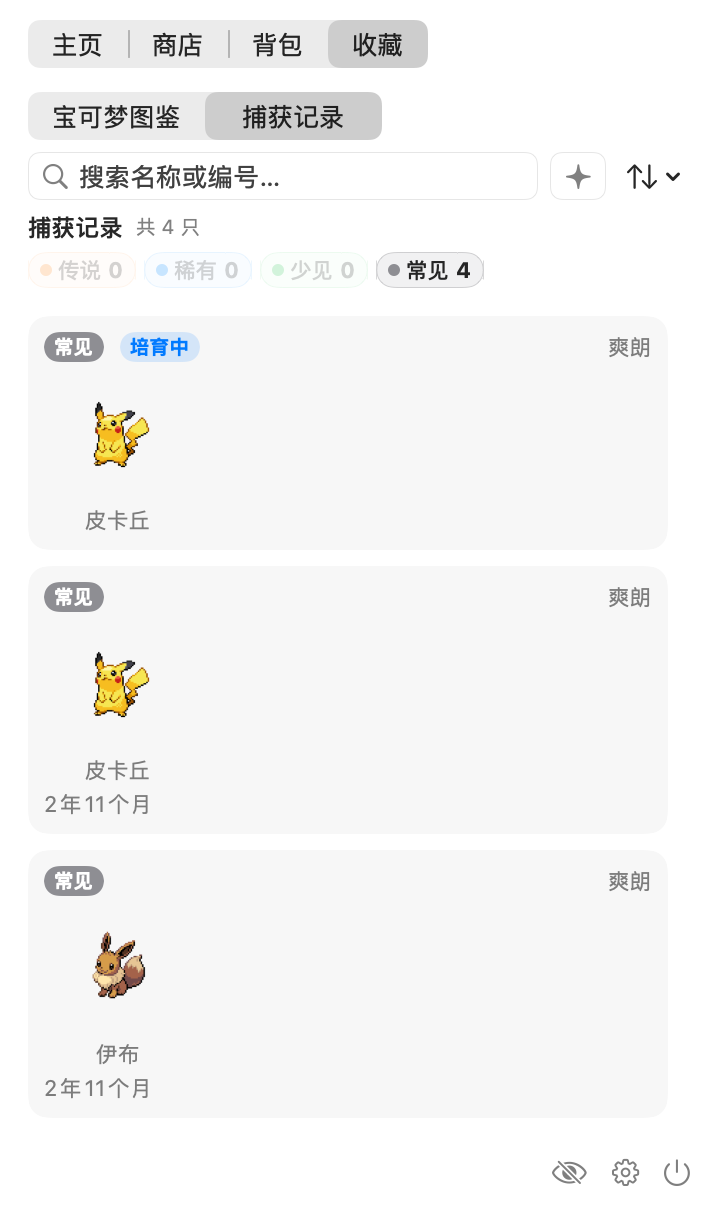 主页 商店 背包 收藏
宝可梦图鉴 捕获记录
搜索名称或编号...
捕获记录 共 4 只
传说 0 稀有 0 少见 0 常见 4
常见 培育中 爽朗
皮卡丘
常见 爽朗
皮卡丘
2年11个月
常见 爽朗
伊布
2年11个月